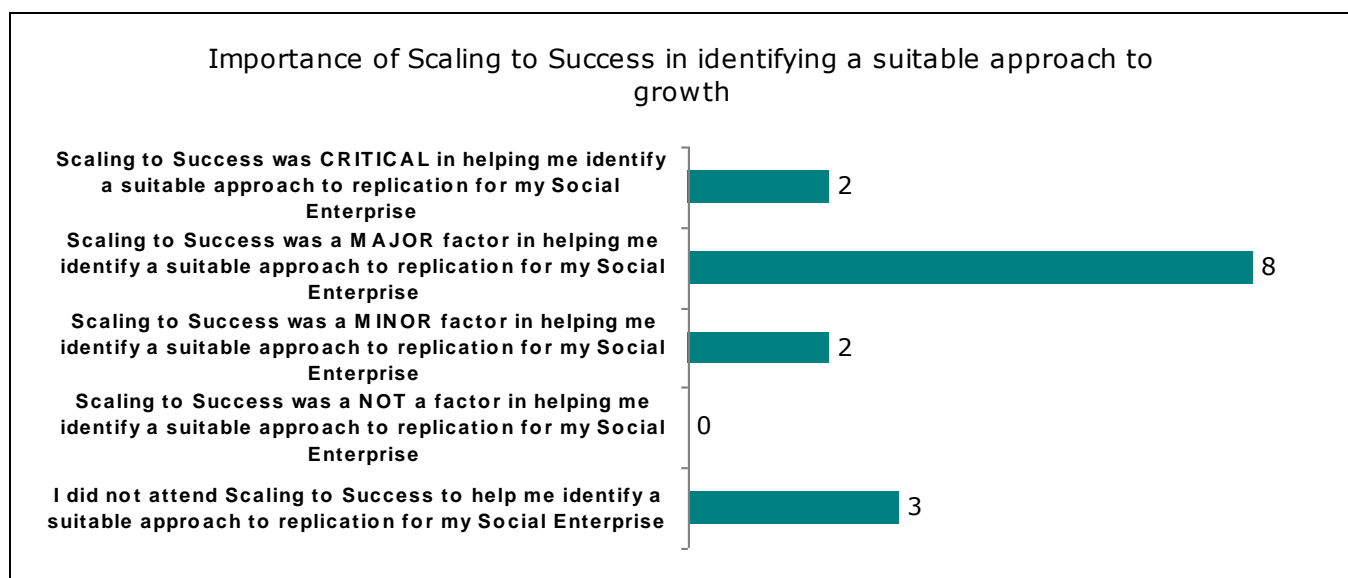 Importance of Scaling to Success in identifying a suitable approach to
growth
Scaling to Success was CRITICAL in helping me identify
a suitable approach to replication for my Social
Enterprise
2
Scaling to Success was a MAJOR factor in helping me
identify a suitable approach to replication for my Social
Enterprise
8
Scaling to Success was a MINOR factor in helping me
identify a suitable approach to replication for my Social
Enterprise
2
Scaling to Success was a NOT a factor in helping me
identify a suitable approach to replication for my Social
Enterprise
0
I did not attend Scaling to Success to help me identify a
suitable approach to replication for my Social Enterprise
3